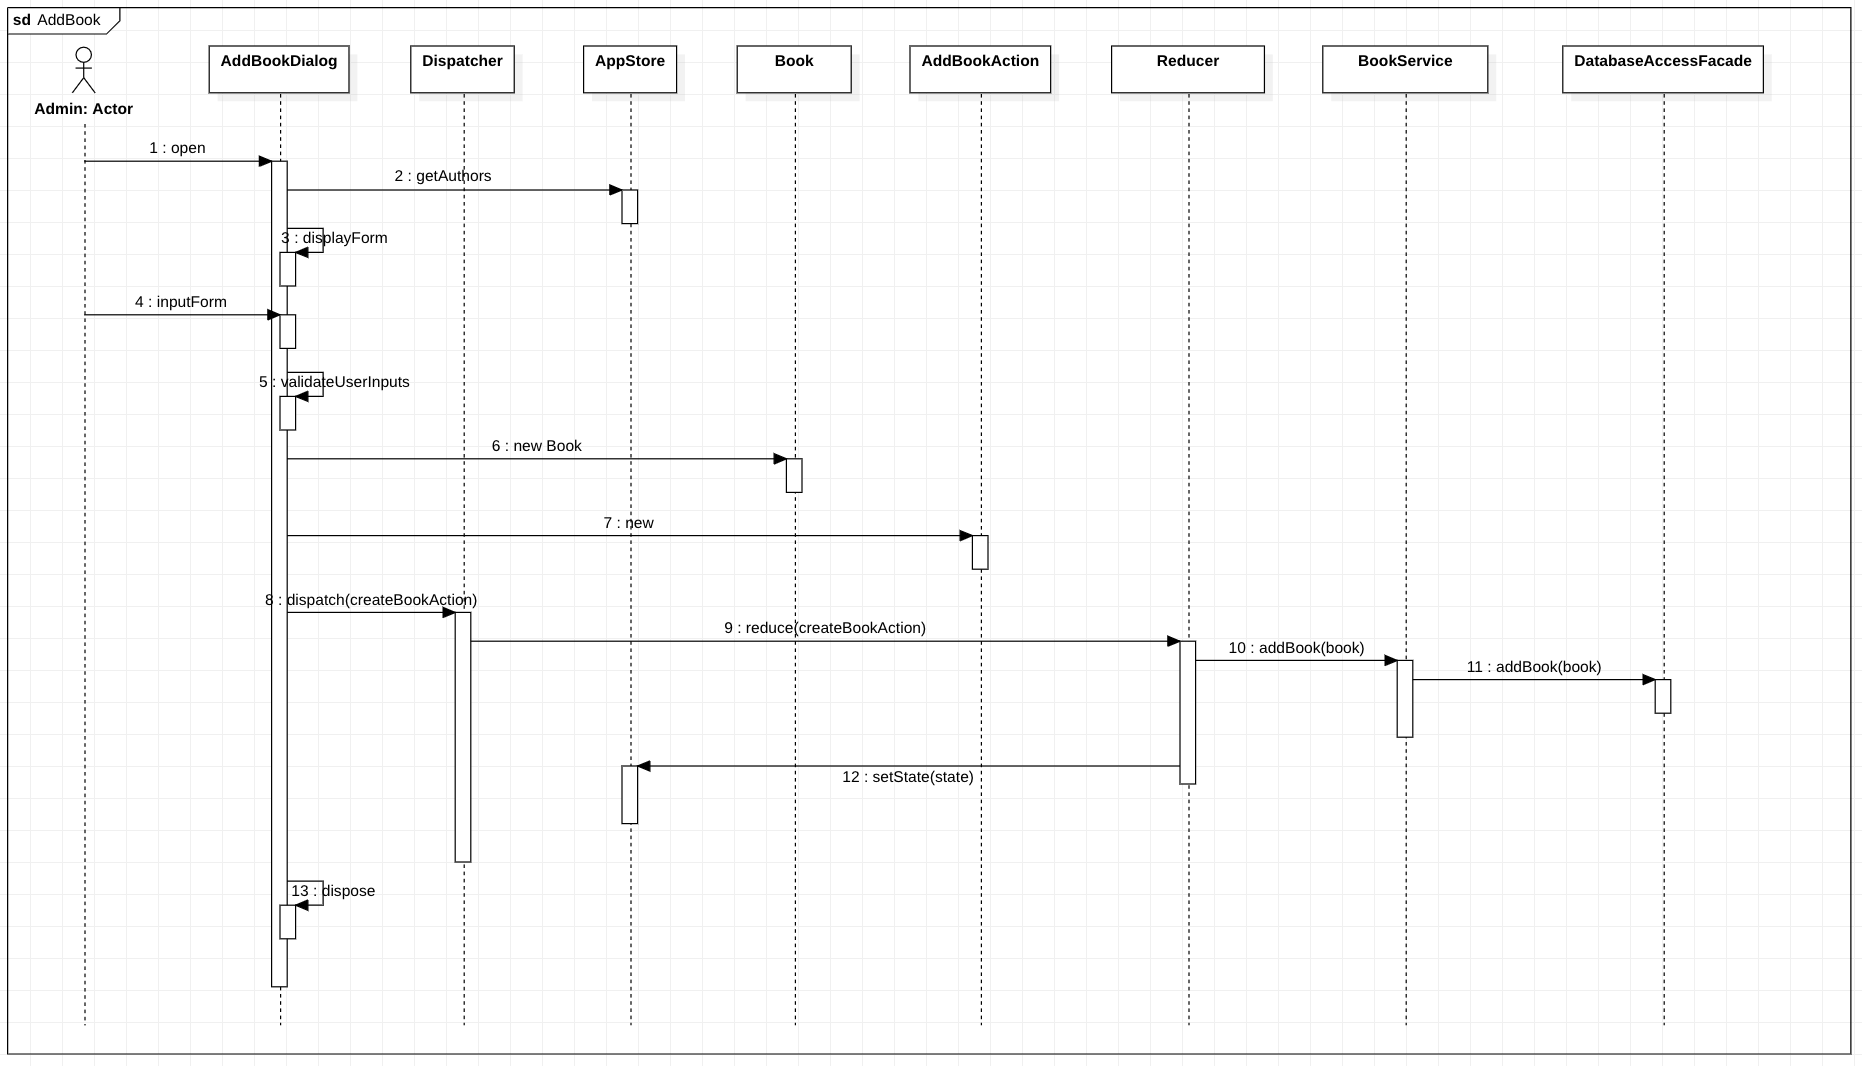 sd AddBook
AddBookDialog
Dispatcher
AppStore
Book
AddBookAction
Reducer
BookService
DatabaseAccessFacade
Admin: Actor
1 : open
2 : getAuthors
3 : displayForm
4 : inputForm
5 : validateUserInputs
6 : new Book
7 : new
8 : dispatch(createBookAction)
9 : reduce(createBookAction)
10 : addBook(book)
11 : addBook(book)
12 : setState(state)
13 : dispose